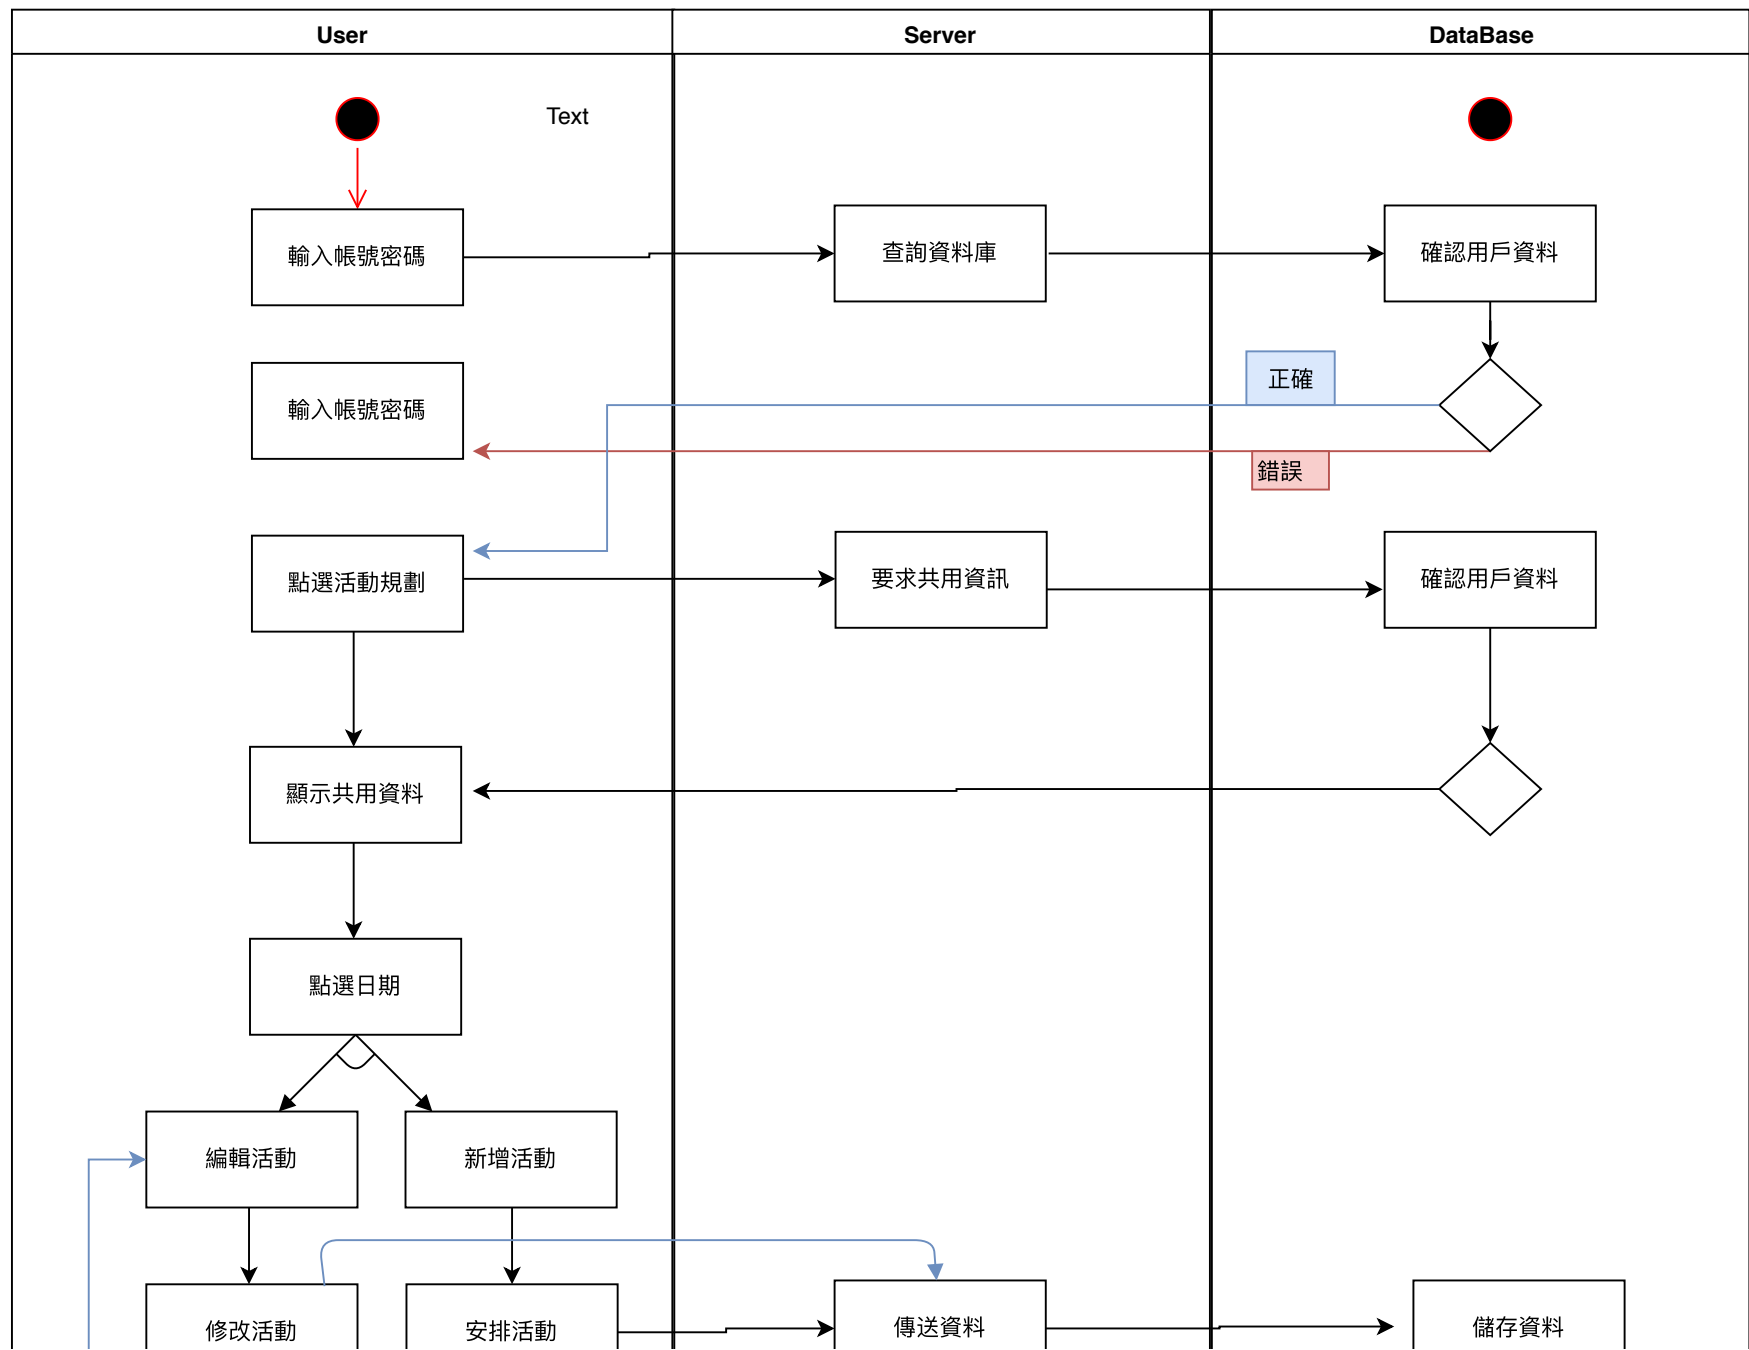 User
Server
DataBase
Text
輸入帳號密碼
查詢資料庫
確認用戶資料
正確
輸入帳號密碼
錯誤
點選活動規劃
要求共用資訊
確認用戶資料
顯示共用資料
點選日期
編輯活動
新增活動
修改活動
安排活動
傳送資料
儲存資料